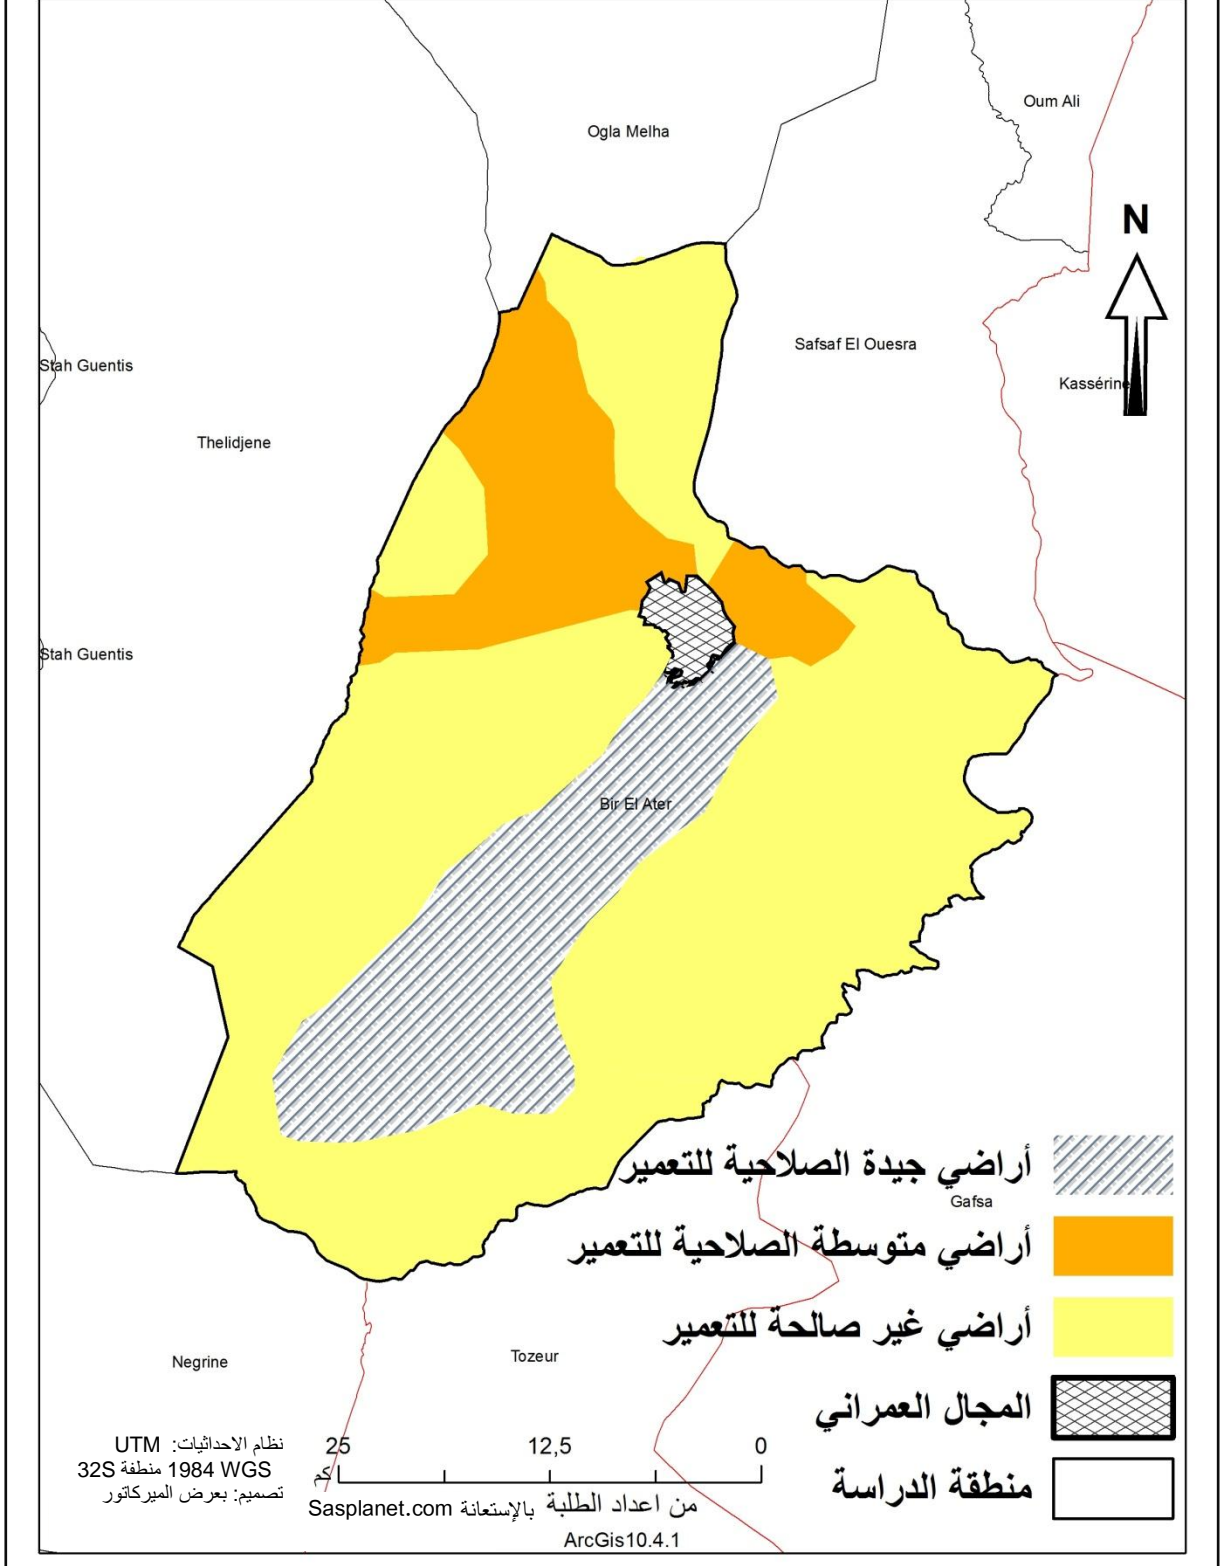 Oum Ali
Ogla Melha
N
Safsaf El Ouesra
Stah Guentis
Kassérine
Thelidjene
Stah Guentis
Bir El Ater
أراضي جيدة الصلاحية للتعمير
Gafsa
أراضي متوسطة الصلاحية للتعمير
أراضي غير صالحة للتعمير
Tozeur
Negrine
المجال العمراني
25 12,5 0
كم
منطقة الدراسة
نظام الاحداثيات: UTM
WGS 1984 منطقة 32S
تصميم: بعرض الميركاتور
من اعداد الطلبة بالإستعانة Sasplanet.com
ArcGis10.4.1